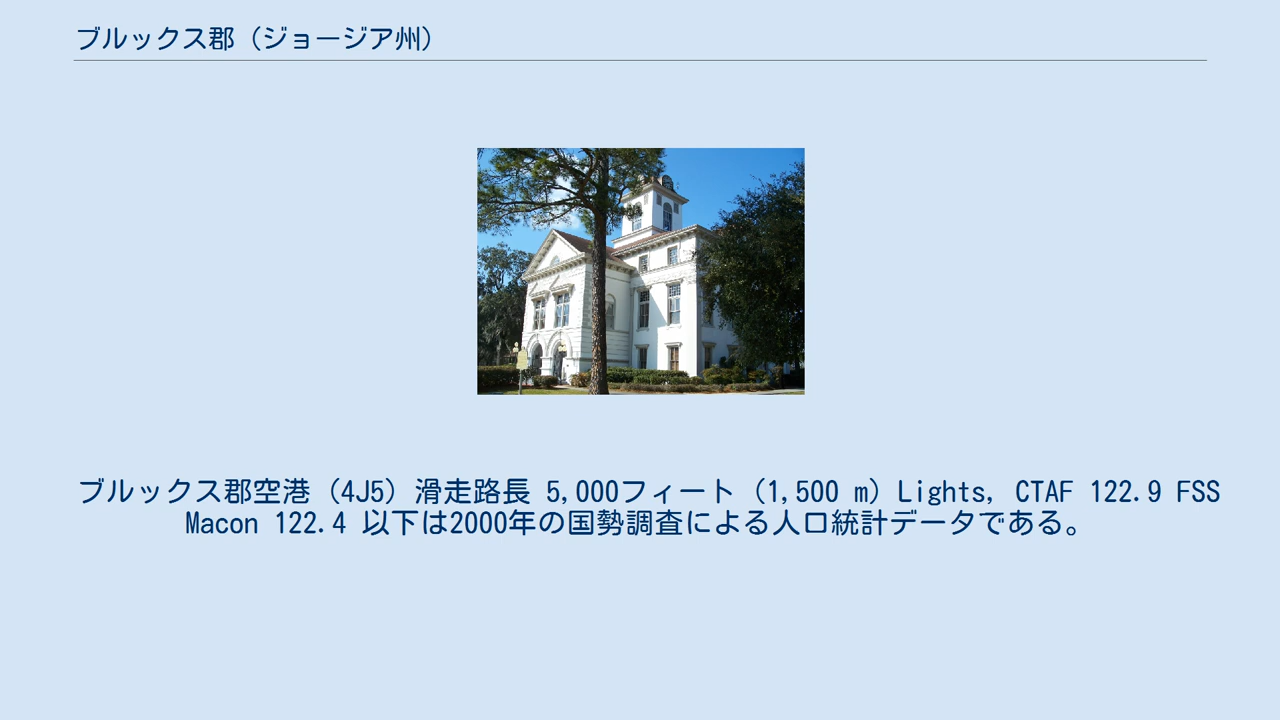 ブルックス郡（ジョージア州）
ブルックス郡空港（4J5）滑走路長 5,000フィート（1,500 m）Lights, CTAF 122.9 FSS
Macon 122.4 以下は2000年の国勢調査による人口統計データである。